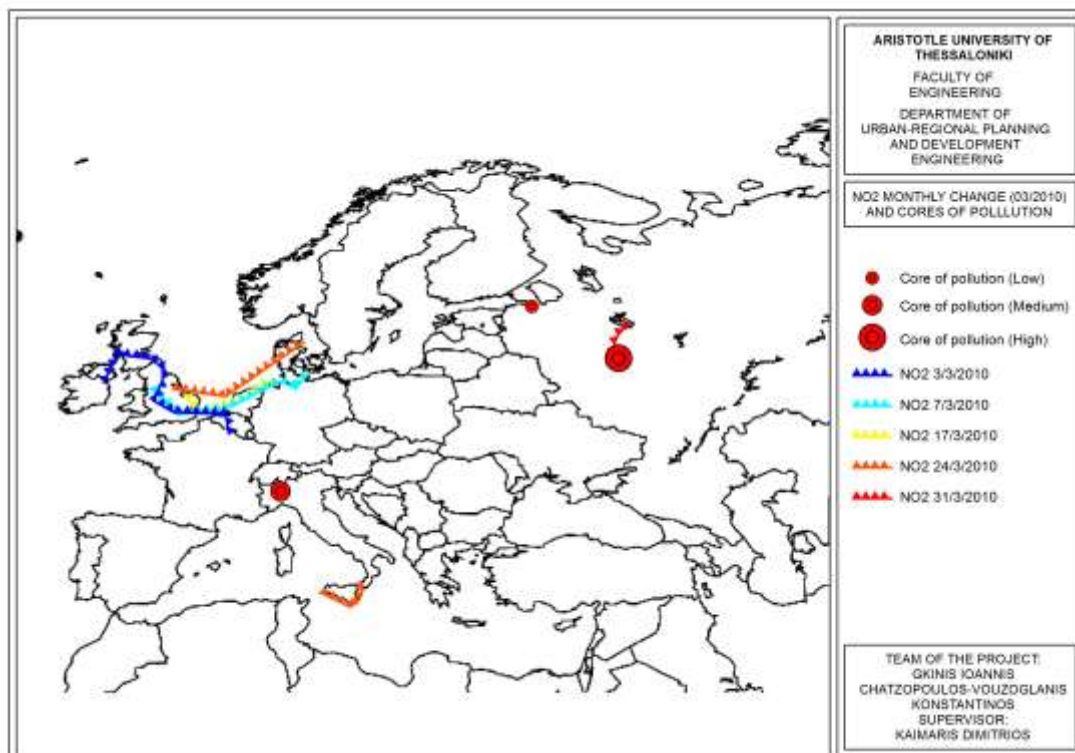 ARISTOTLE UNIVERSITY OF
THESSALONIKI
FACULTY OF
ENGINEERING
DEPARTMENT OF
URBAN-REGIONAL PLANNING
AND DEVELOPMENT
ENGINEERING
NO2 MONTHLY CHANGE (03/2010)
AND CORES OF POLLLUTION
Core of pollution (Low)
Core of pollution (Medium)
Core of pollution (High)
NO2 3/3/2010
NO2 7/3/2010
NO2 17/3/2010
NO2 24/3/2010
NO2 31/3/2010
TEAM OF THE PROJECT:
GKINIS IOANNIS
CHATZOPOULOS-VOUZOGLANIS
KONSTANTINOS
SUPERVISOR:
KAIMARIS DIMITRIOS